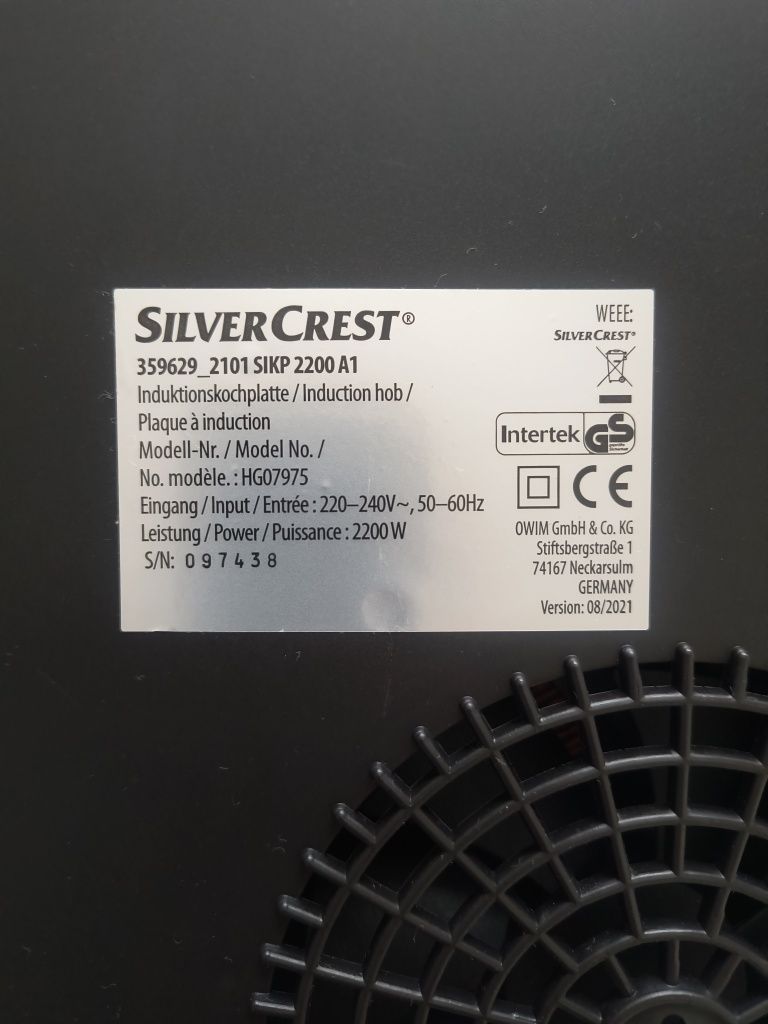 SILVERCREST®
359629_2101 SIKP 2200 A1
Induktionskochplatte / Induction hob /
Plaque à induction
Modell-Nr. / Model No. /
No. modèle. : HG07975
Eingang / Input / Entrée : 220–240V~, 50–60Hz
Leistung / Power / Puissance : 2200 W
S/N: 097438
WEEE:
SILVERCREST®
Intertek GS
CE
OWIM GmbH & Co. KG
Stiftsbergstraße 1
74167 Neckarsulm
GERMANY
Version: 08/2021